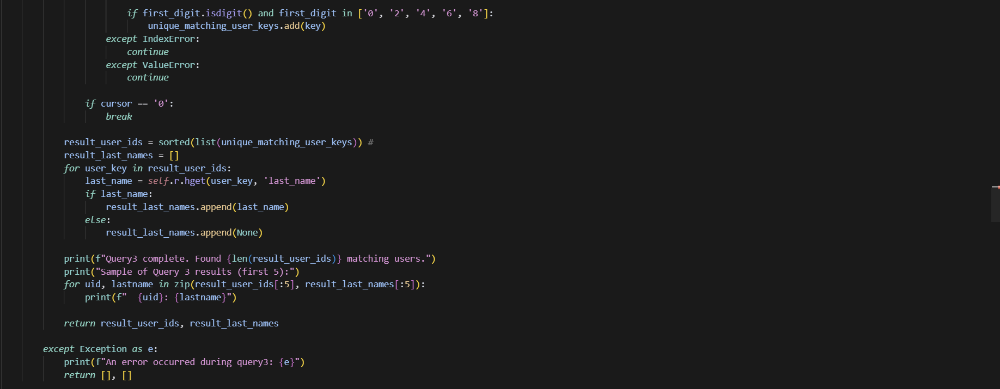 if first_digit.isdigit() and first_digit in ['0', '2', '4', '6', '8']:
unique_matching_user_keys.add(key)
except IndexError:
continue
except ValueError:
continue
if cursor == '0':
break
result_user_ids = sorted(list(unique_matching_user_keys)) #
result_last_names = []
for user_key in result_user_ids:
last_name = self.r.hget(user_key, 'last_name')
if last_name:
result_last_names.append(last_name)
else:
result_last_names.append(None)
print(f"Query3 complete. Found {len(result_user_ids)} matching users.")
print("Sample of Query 3 results (first 5):")
for uid, lastname in zip(result_user_ids[:5], result_last_names[:5]):
print(f"  {uid}: {lastname}")
return result_user_ids, result_last_names
except Exception as e:
print(f"An error occurred during query3: {e}")
return [], []